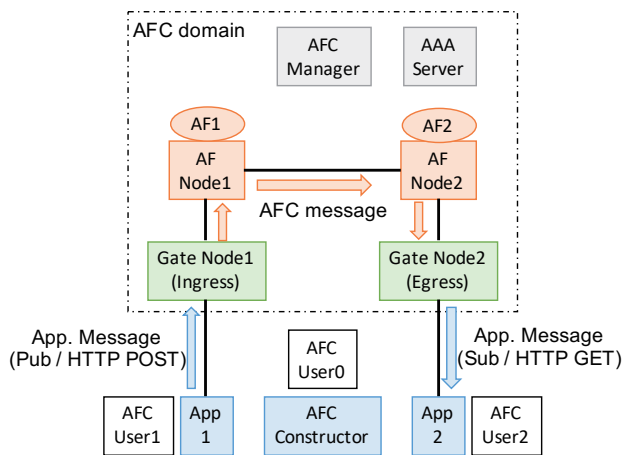 AFC domain
AFC
Manager
AAA
Server
AF1
AF2
AF
Node1
AF
Node2
AFC message
Gate Node1
(Ingress)
Gate Node2
(Egress)
App. Message
(Pub / HTTP POST)
App. Message
(Sub / HTTP GET)
AFC
User0
AFC
User1
App
1
AFC
Constructor
App
2
AFC
User2